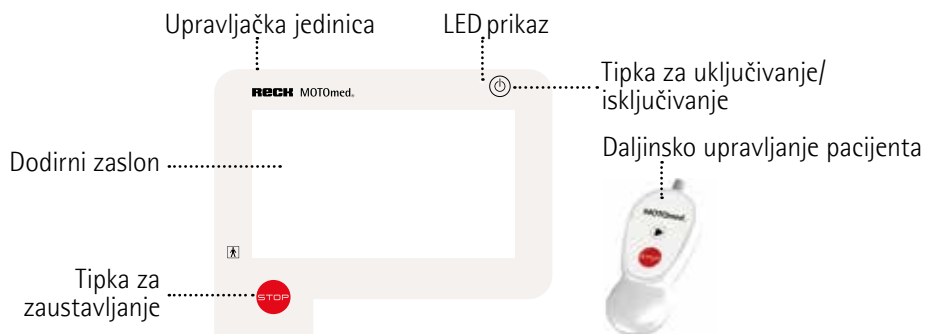 Upravljačka jedinica
LED prikaz
Tipka za uključivanje/
isključivanje
RECK MOTOmed®
Dodirni zaslon
Daljinsko upravljanje pacijenta
MOTOmed
STOP
Tipka za
zaustavljanje
STOP